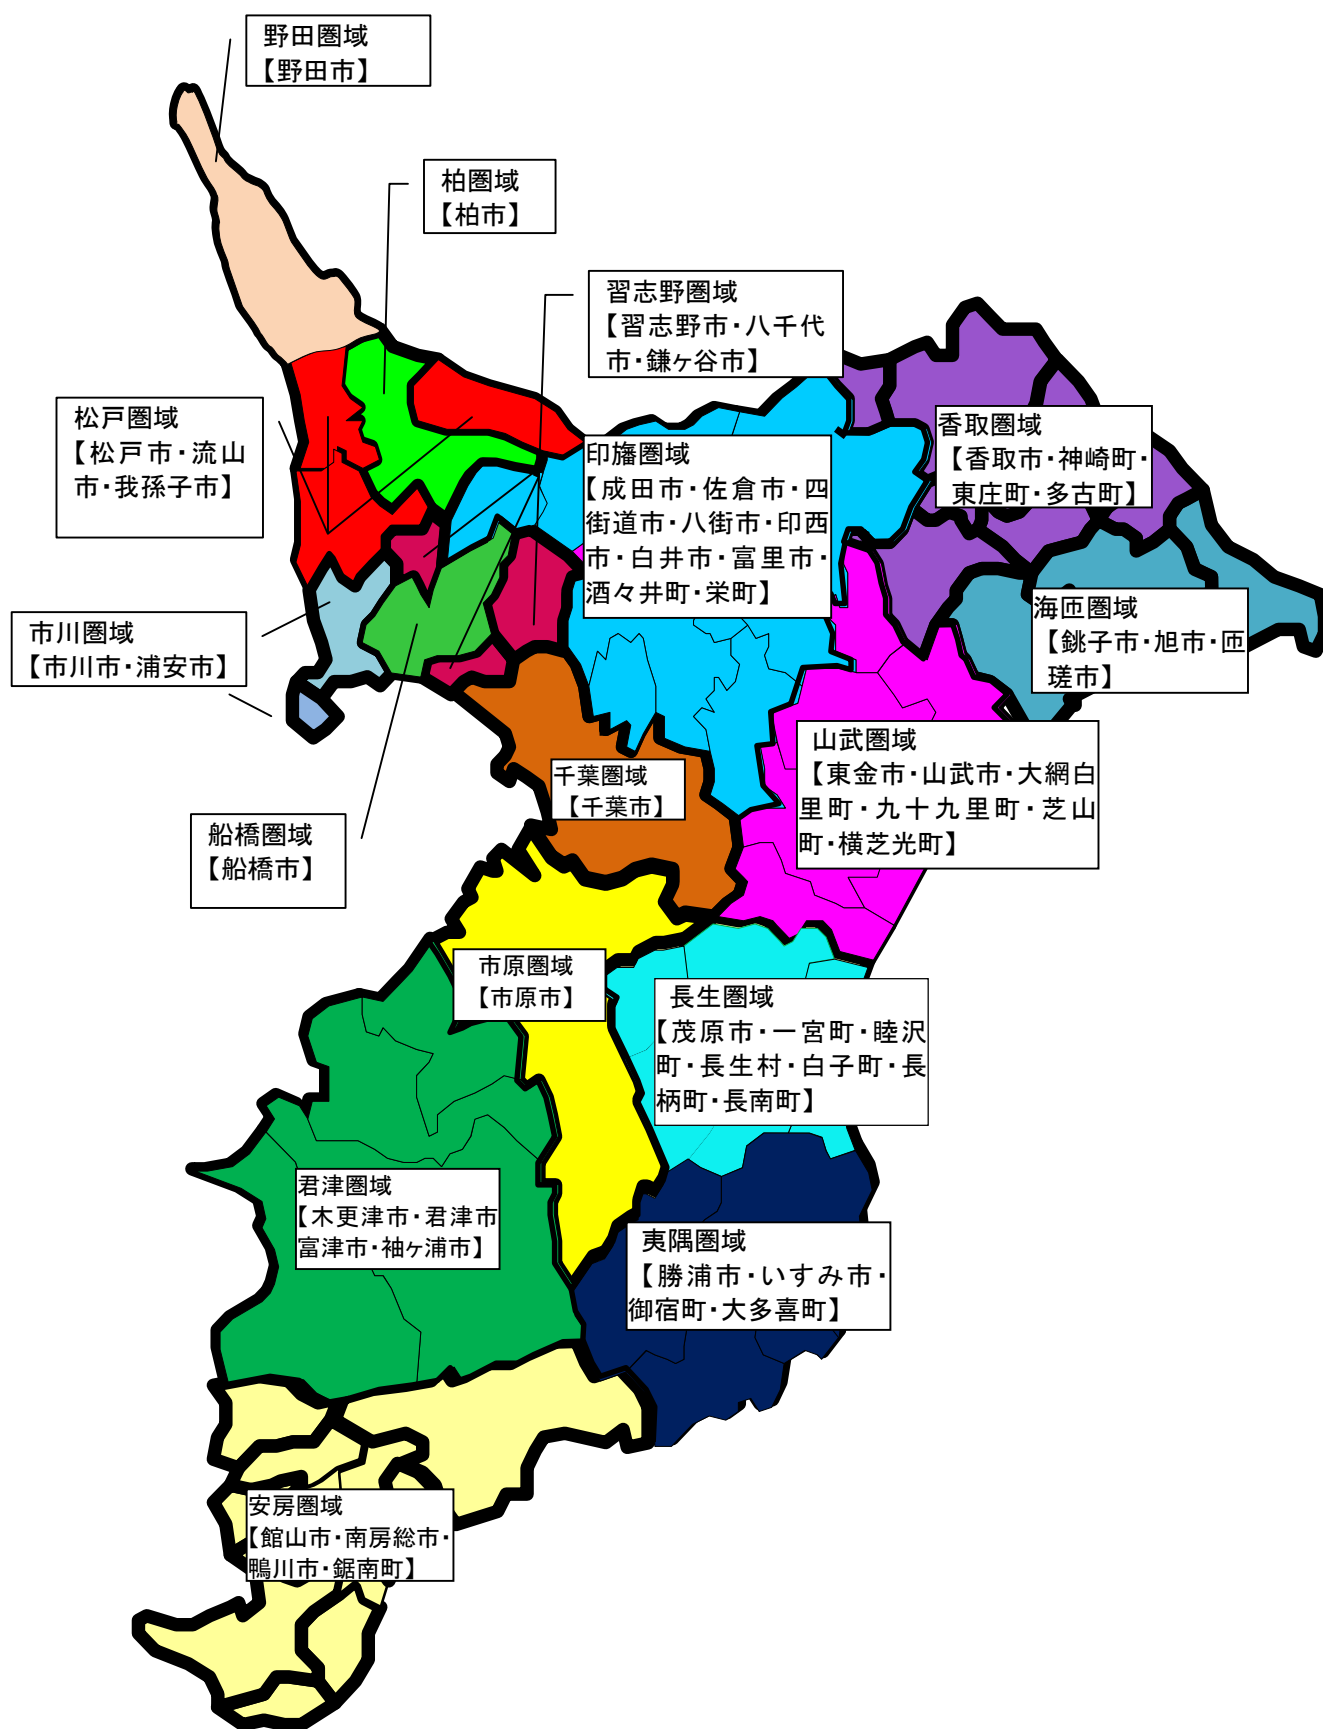 野田圏域
【野田市】
柏圏域
【柏市】
習志野圏域
【習志野市・八千代
市・鎌ヶ谷市】
松戸圏域
【松戸市・流山
市・我孫子市】
香取圏域
【香取市・神崎町・
東庄町・多古町】
印旛圏域
【成田市・佐倉市・四
街道市・八街市・印西
市・白井市・富里市・
酒々井町・栄町】
海匝圏域
【銚子市・旭市・匝
瑳市】
市川圏域
【市川市・浦安市】
山武圏域
【東金市・山武市・大網白
里町・九十九里町・芝山
町・横芝光町】
千葉圏域
【千葉市】
船橋圏域
【船橋市】
市原圏域
【市原市】
長生圏域
【茂原市・一宮町・睦沢
町・長生村・白子町・長
柄町・長南町】
君津圏域
【木更津市・君津市
富津市・袖ヶ浦市】
夷隅圏域
【勝浦市・いすみ市・
御宿町・大多喜町】
安房圏域
【館山市・南房総市・
鴨川市・鋸南町】